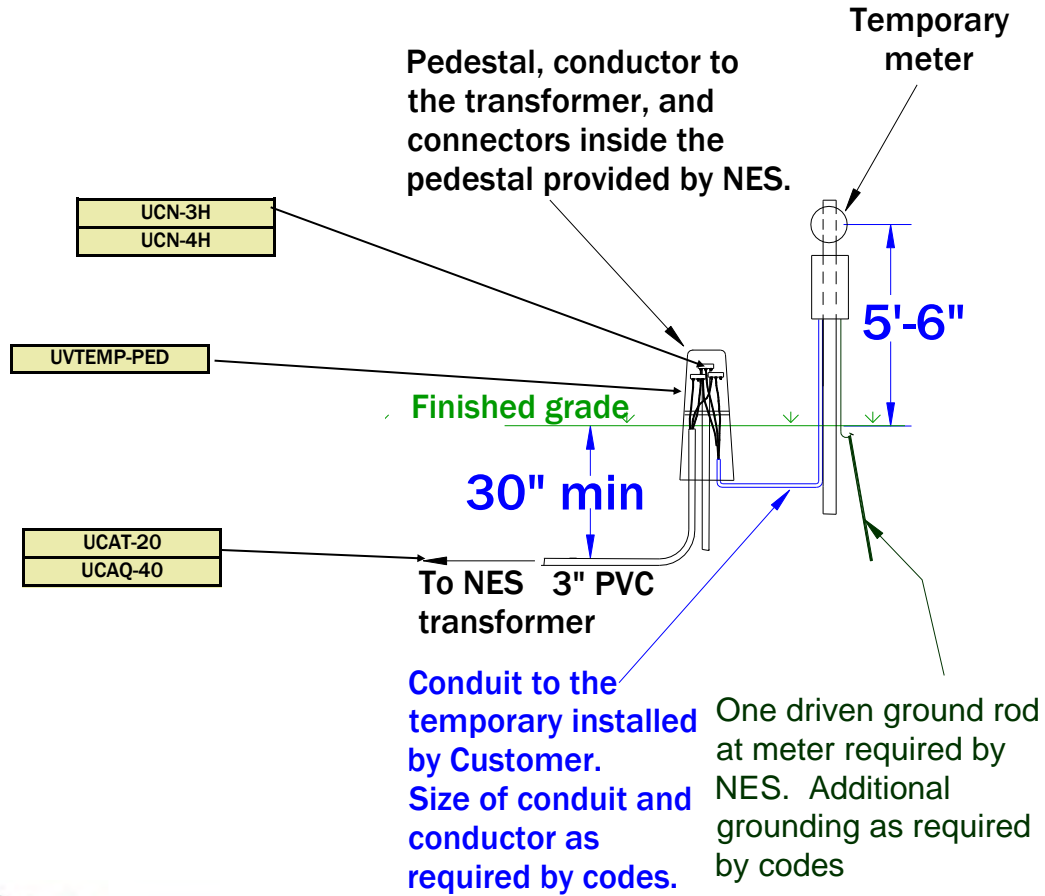 Temporary
meter
Pedestal, conductor to
the transformer, and
connectors inside the
pedestal provided by NES.
UCN-3H
UCN-4H
5'-6"
UVTEMP-PED
Finished grade
30" min
UCAT-20
UCAQ-40
To NES
transformer
3" PVC
Conduit to the
temporary installed
by Customer.
Size of conduit and
conductor as
required by codes.
One driven ground rod
at meter required by
NES. Additional
grounding as required
by codes